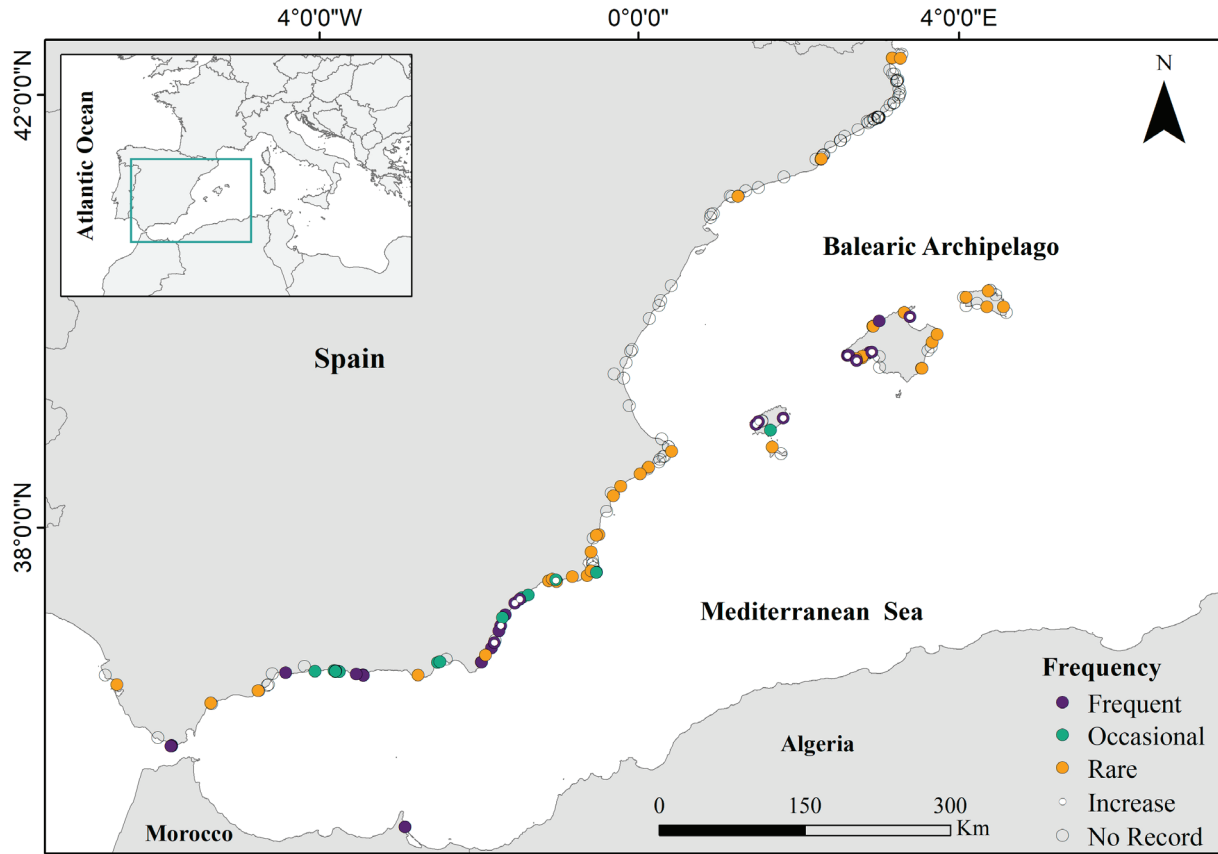 4°0'0"W
0°0'0"
4°0'0"E
42°0'0"N
38°0'0"N
Atlantic Ocean
N
Balearic Archipelago
Spain
Mediterranean Sea
Algeria
Morocco
Frequency
Frequent
Occasional
Rare
Increase
No Record
0
150
300
Km